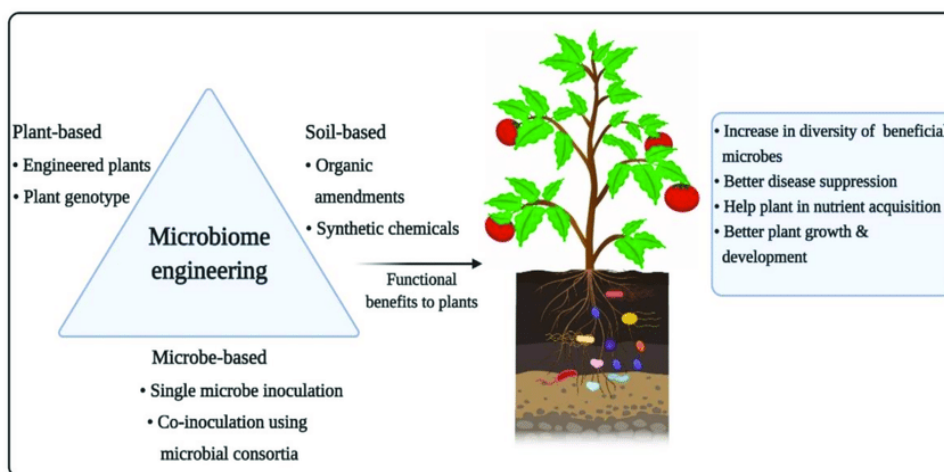 Plant-based
• Engineered plants
• Plant genotype
Soil-based
• Organic
amendments
• Synthetic chemicals
Microbiome
engineering
Microbe-based
• Single microbe inoculation
• Co-inoculation using
microbial consortia
Functional
benefits to plants
• Increase in diversity of beneficial
microbes
• Better disease suppression
• Help plant in nutrient acquisition
• Better plant growth &
development